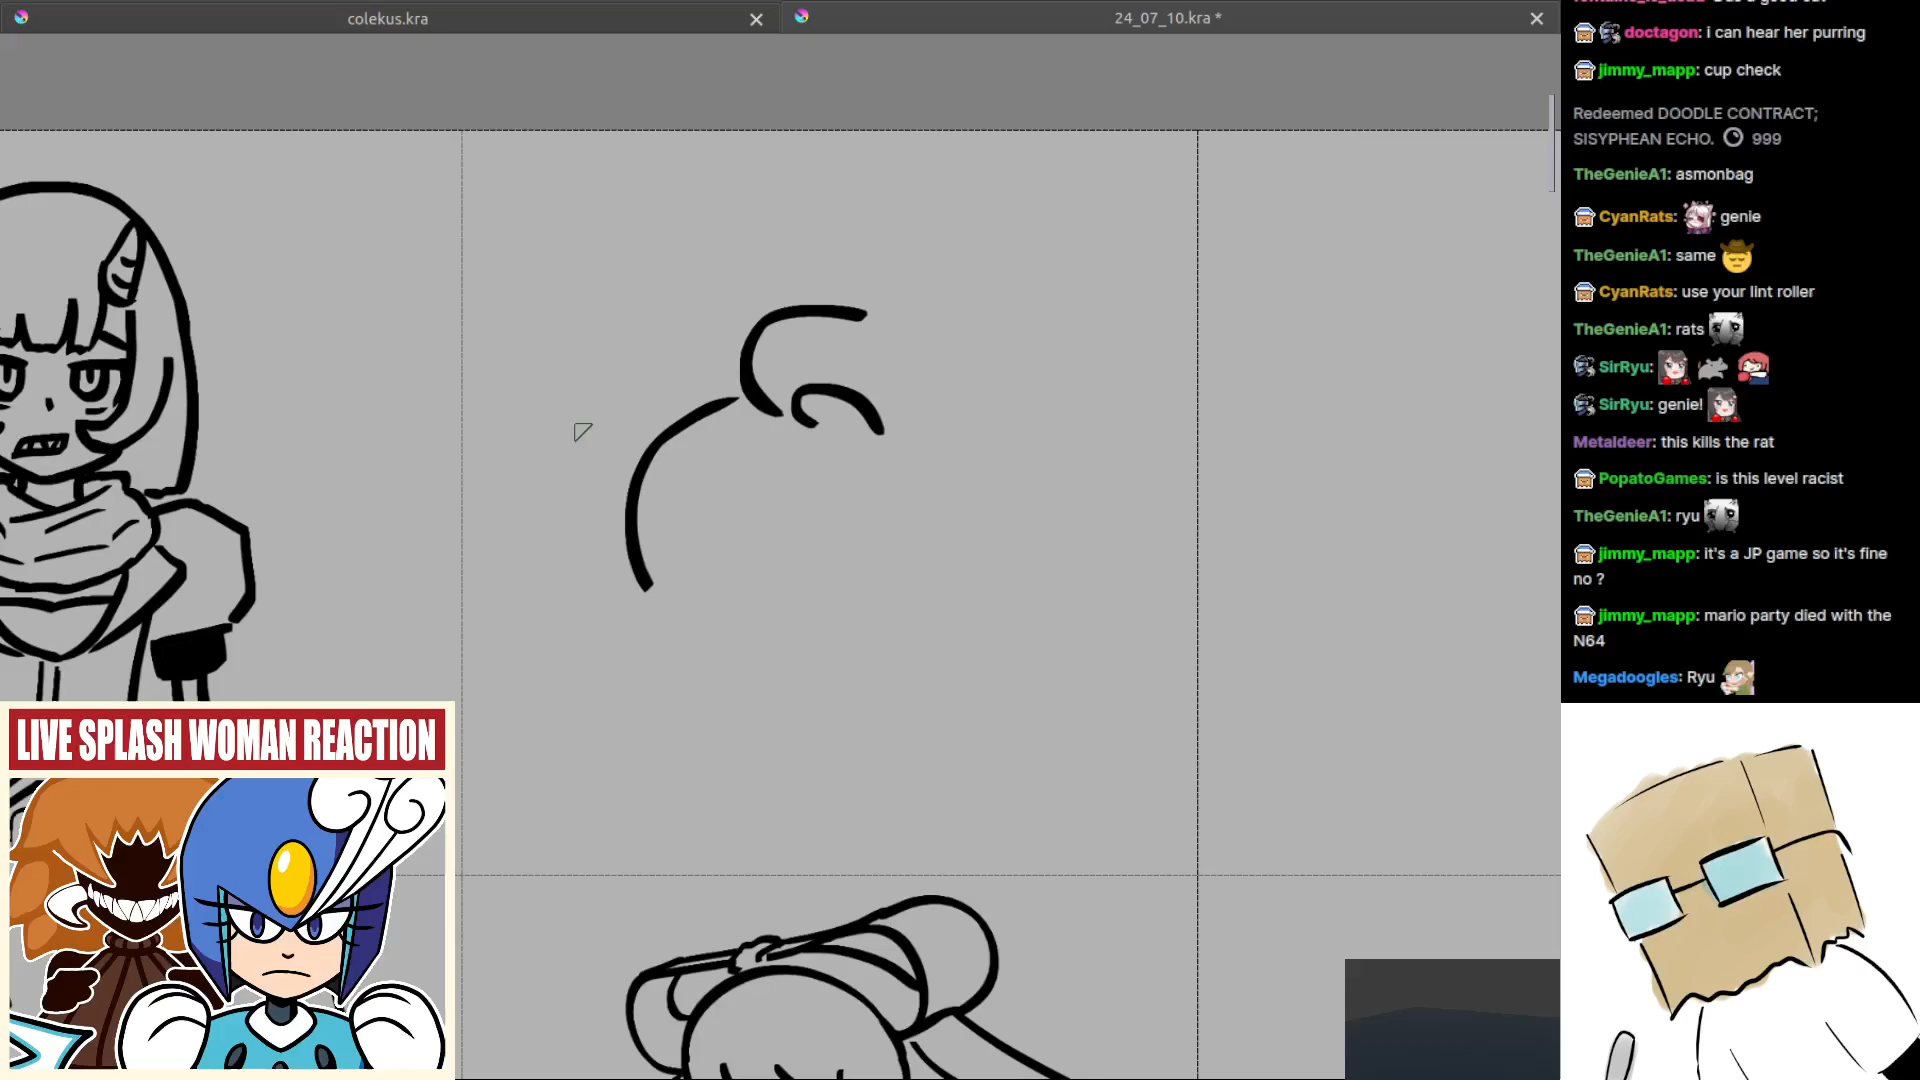 colekus.kra
24_07_10.kra *
doctagon: i can hear her purring
jimmy_mapp: cup check
Redeemed DOODLE CONTRACT;
SISYPHEAN ECHO. 999
TheGenieA1: asmonbag
CyanRats: genie
TheGenieA1: same
CyanRats: use your lint roller
TheGenieA1: rats
SirRyu:
SirRyu: genie!
Metaldeer: this kills the rat
PopatoGames: is this level racist
TheGenieA1: ryu
jimmy_mapp: it's a JP game so it's fine
no ?
jimmy_mapp: mario party died with the
N64
Megadoogles: Ryu
LIVE SPLASH WOMAN REACTION